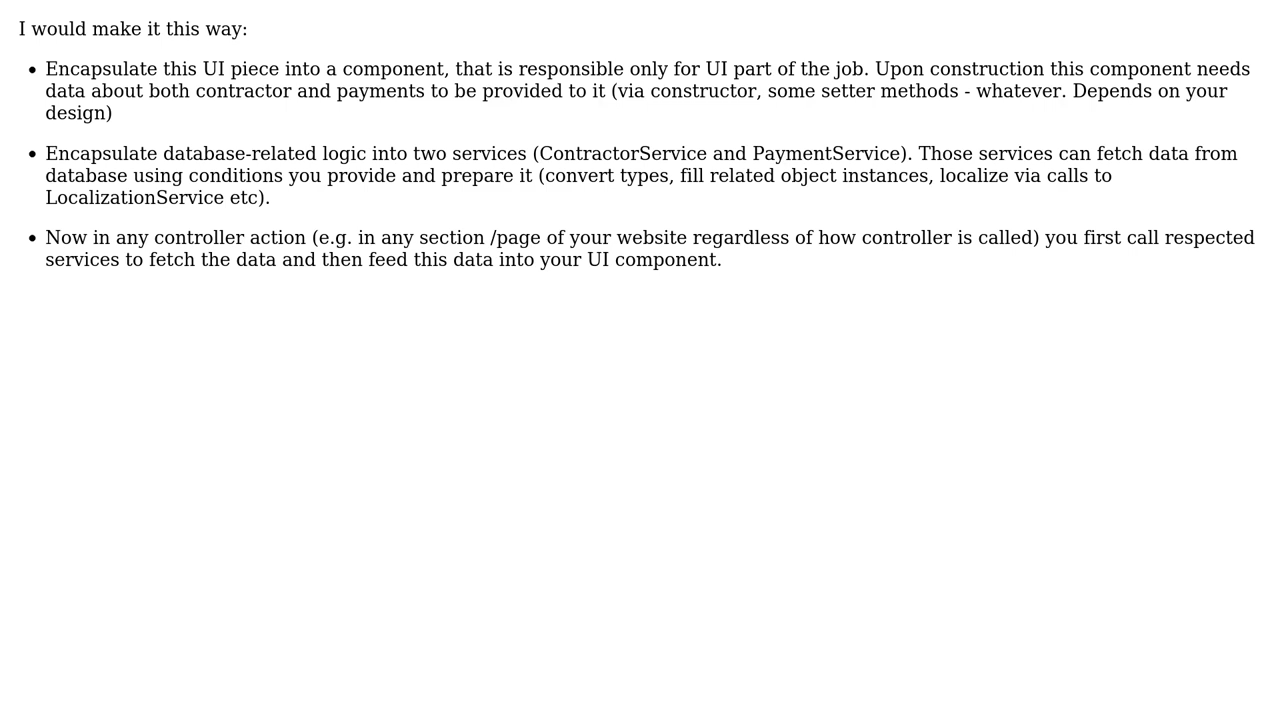 I would make it this way:
• Encapsulate this UI piece into a component, that is responsible only for UI part of the job. Upon construction this component needs
data about both contractor and payments to be provided to it (via constructor, some setter methods - whatever. Depends on your
design)
• Encapsulate database-related logic into two services (ContractorService and PaymentService). Those services can fetch data from
database using conditions you provide and prepare it (convert types, fill related object instances, localize via calls to
LocalizationService etc).
• Now in any controller action (e.g. in any section /page of your website regardless of how controller is called) you first call respected
services to fetch the data and then feed this data into your UI component.